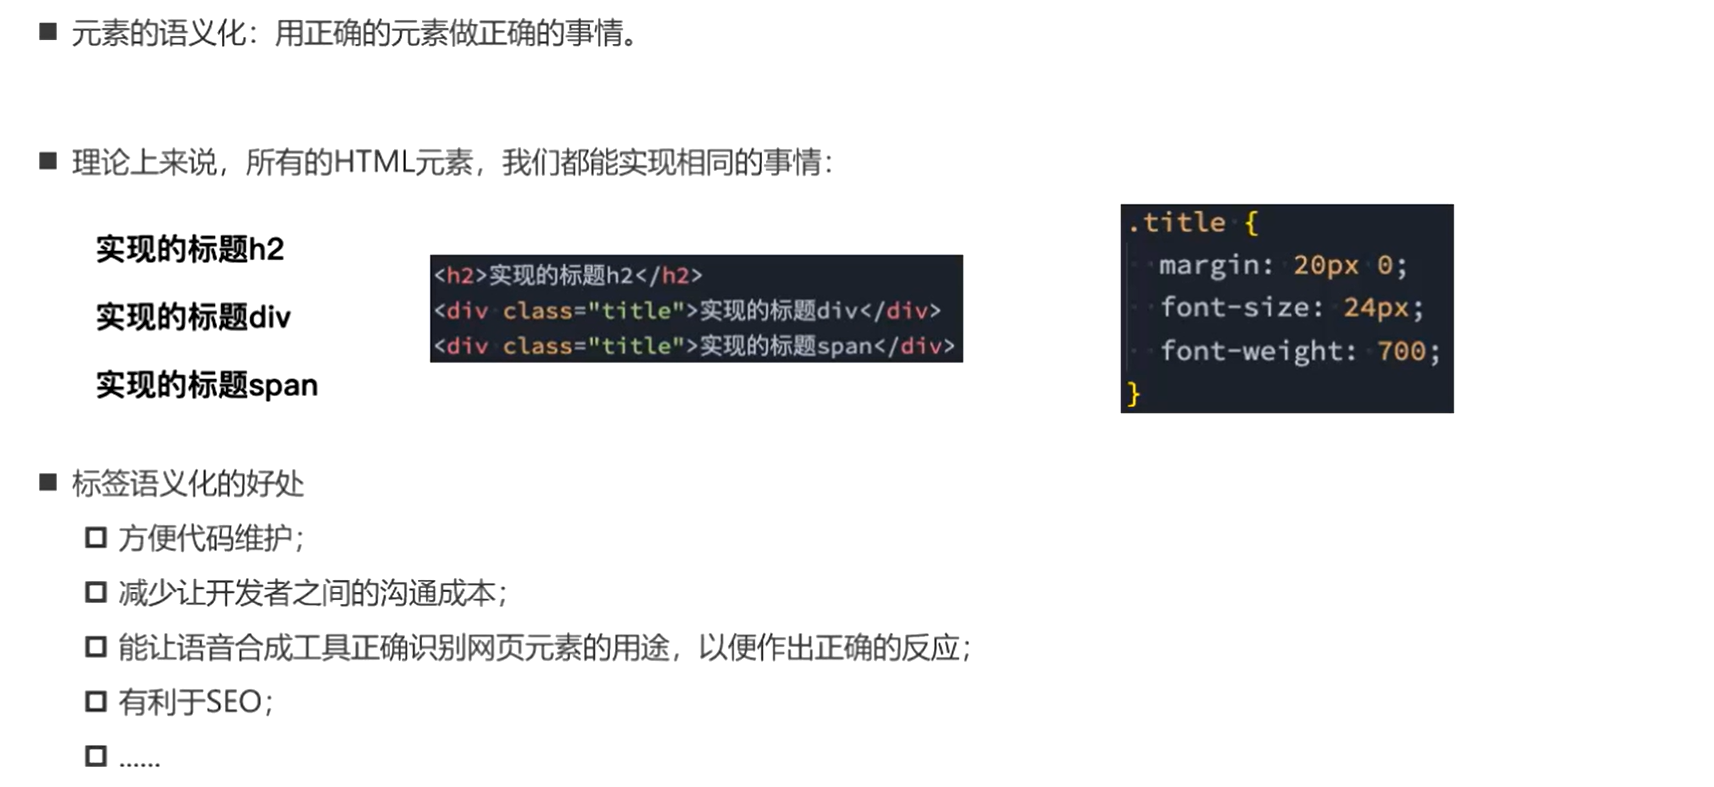 元素的语义化：用正确的元素做正确的事情。
理论上来说，所有的HTML元素，我们都能实现相同的事情：
实现的标题h2
实现的标题div
实现的标题span
<h2>实现的标题h2</h2>
<div class="title">实现的标题div</div>
<div class="title">实现的标题span</div>
.title {
margin: 20px 0;
font-size: 24px;
font-weight: 700;
}
标签语义化的好处
方便代码维护；
减少让开发者之间的沟通成本；
能让语音合成工具正确识别网页元素的用途，以便作出正确的反应；
有利于SEO；
......